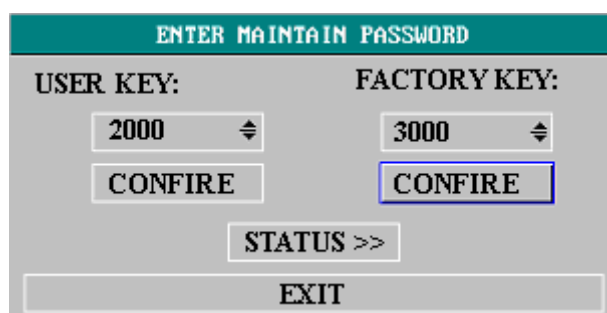 ENTER MAINTAIN PASSWORD
USER KEY: FACTORY KEY:
2000 3000
CONFIRE CONFIRE
STATUS >>
EXIT